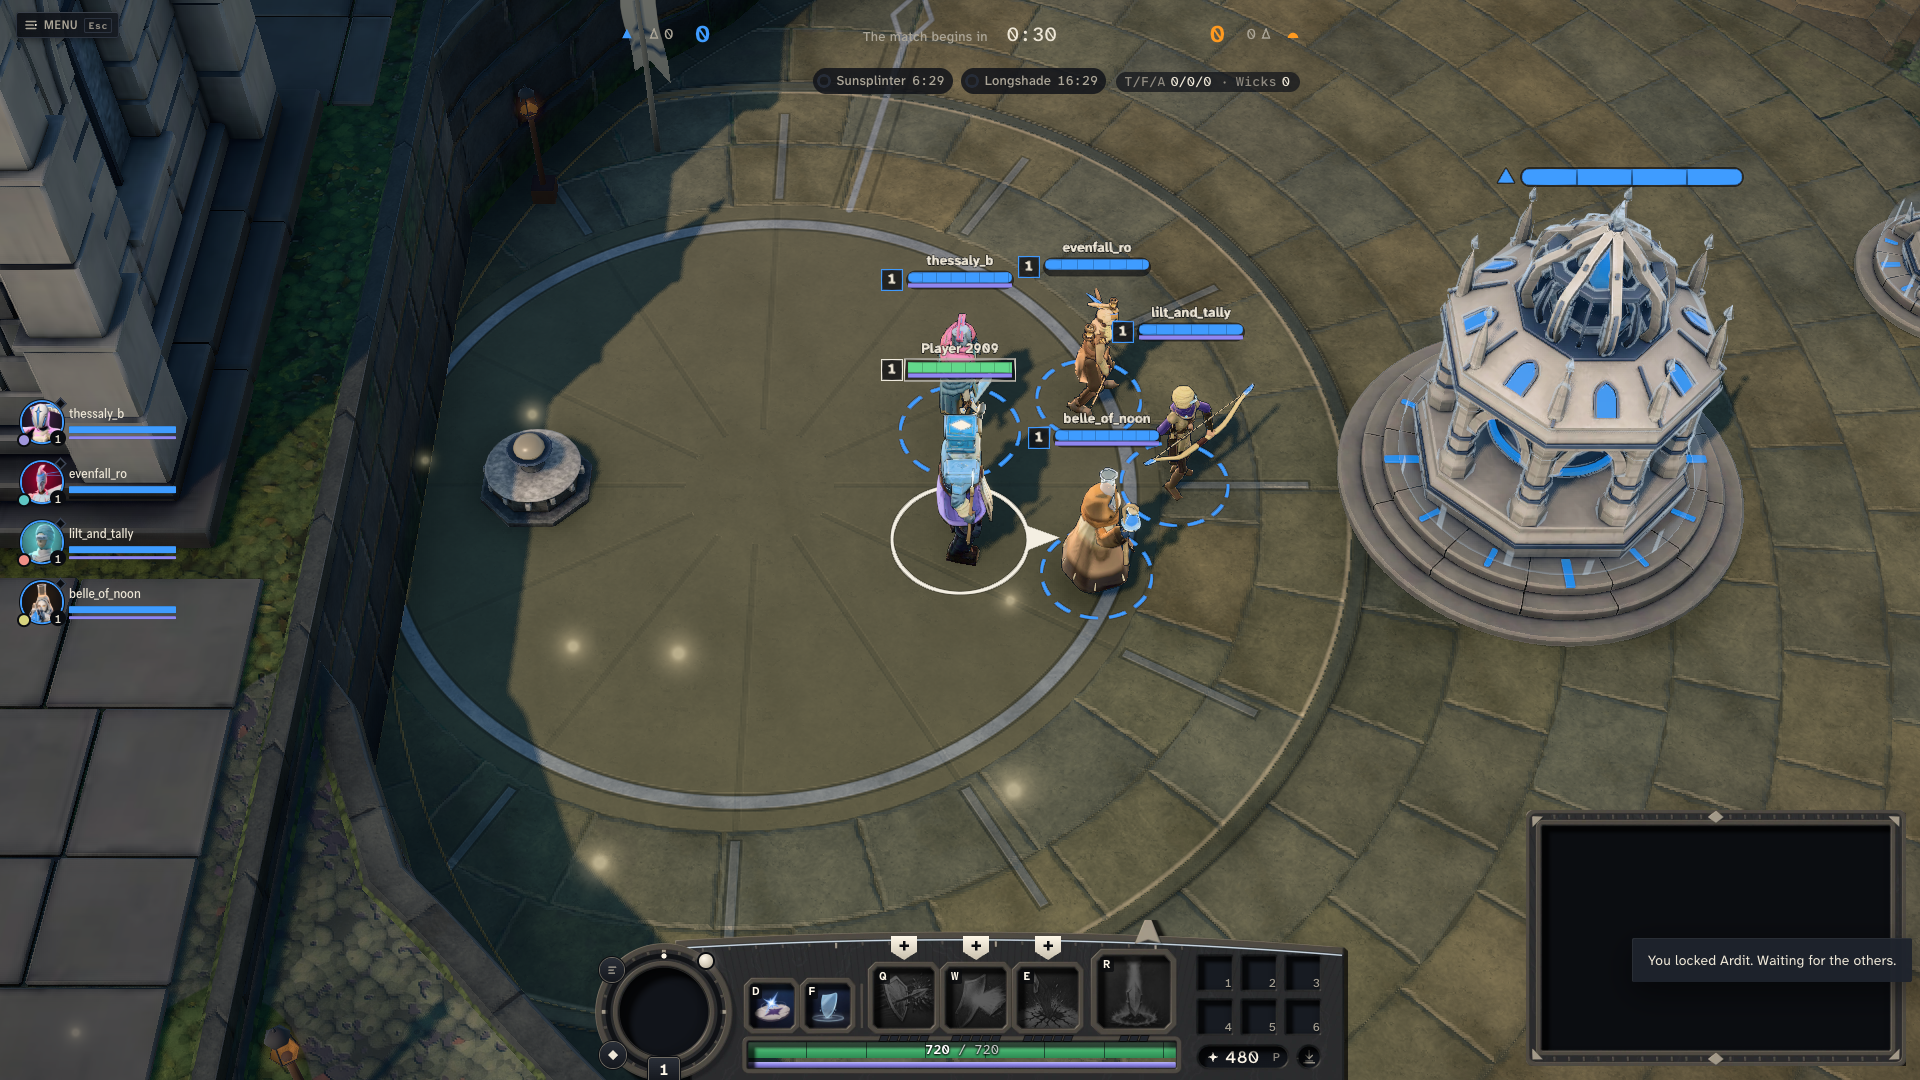 MENU Esc
0 0
The match begins in 0:30
0 0
Sunsplinter 6:29
Longshade 16:29
T/F/A 0/0/0 · Wicks 0
evenfall_ro
1
thessaly_b
1
lilt_and_tally
1
Player 2909
1
belle_of_noon
1
thessaly_b
1
evenfall_ro
1
lilt_and_tally
1
belle_of_noon
1
You locked Ardit. Waiting for the others.
D F Q W E R
1 2 3
4 5 6
720 / 720
480 P
1